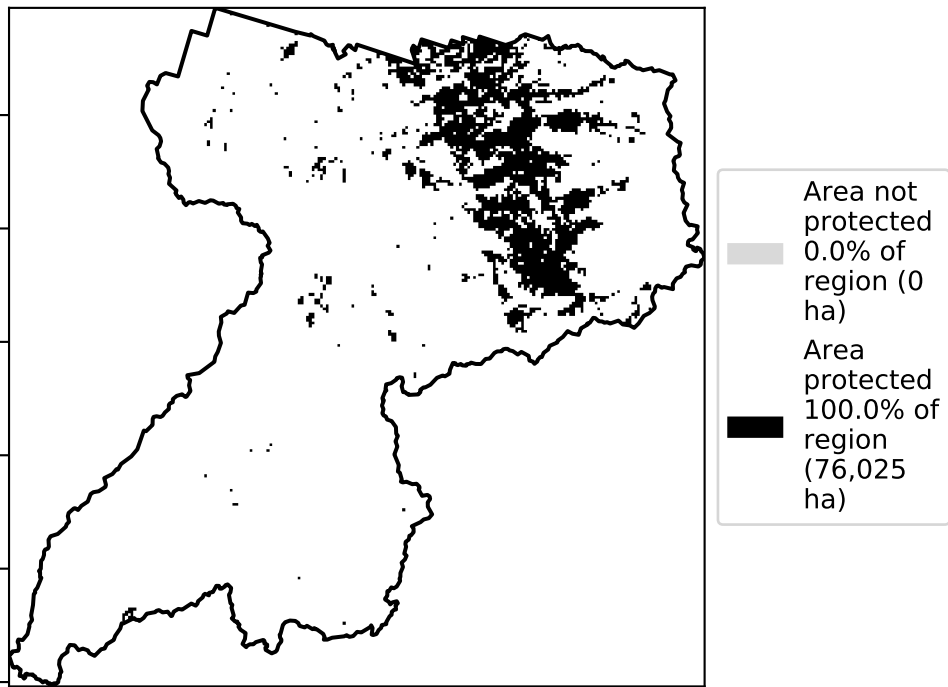 Area not
protected
0.0% of
region (0
ha)
Area
protected
100.0% of
region
(76,025
ha)